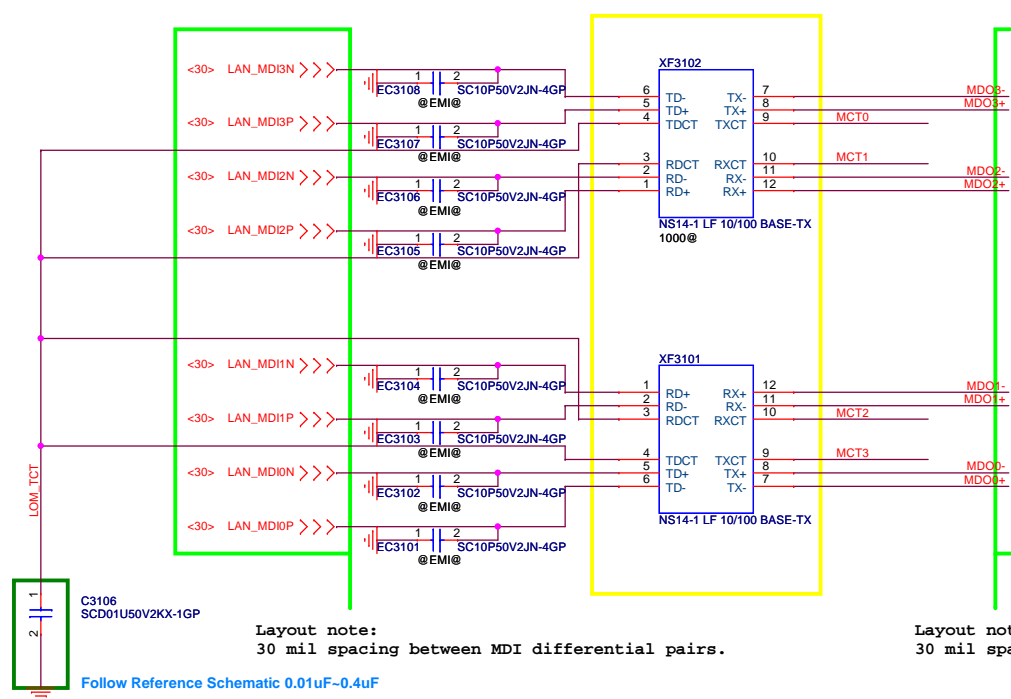 <30> LAN_MDI3N
1 2
EC3108 SC10P50V2JN-4GP
@EMI@
<30> LAN_MDI3P
1 2
EC3107 SC10P50V2JN-4GP
@EMI@
<30> LAN_MDI2N
1 2
EC3106 SC10P50V2JN-4GP
@EMI@
<30> LAN_MDI2P
1 2
EC3105 SC10P50V2JN-4GP
@EMI@
XF3102
6 TD- TX- 7 MDO3-
5 TD+ TX+ 8 MDO3+
4 TDCT TXCT 9 MCT0
3 RDCT RXCT 10 MCT1
2 RD- RX- 11 MDO2-
1 RD+ RX+ 12 MDO2+
NS14-1 LF 10/100 BASE-TX
1000@
<30> LAN_MDI1N
1 2
EC3104 SC10P50V2JN-4GP
@EMI@
<30> LAN_MDI1P
1 2
EC3103 SC10P50V2JN-4GP
@EMI@
<30> LAN_MDI0N
1 2
EC3102 SC10P50V2JN-4GP
@EMI@
<30> LAN_MDI0P
1 2
EC3101 SC10P50V2JN-4GP
@EMI@
XF3101
1 RD+ RX+ 12 MDO1-
2 RD- RX- 11 MDO1+
3 RDCT RXCT 10 MCT2
4 TDCT TXCT 9 MCT3
5 TD+ TX+ 8 MDO0-
6 TD- TX- 7 MDO0+
NS14-1 LF 10/100 BASE-TX
LOM_TCT
1
2
C3106
SCD01U50V2KX-1GP
Layout note:
30 mil spacing between MDI differential pairs.
Follow Reference Schematic 0.01uF~0.4uF
Layout not
30 mil spa